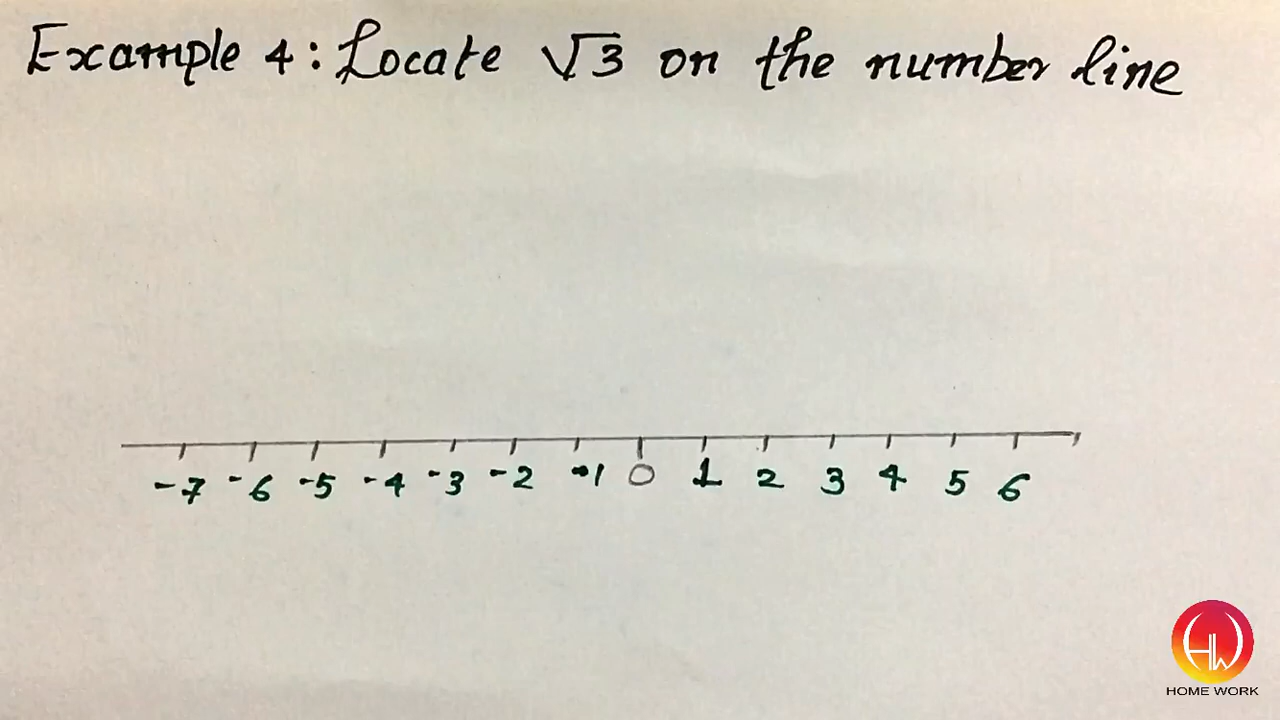 Example 4: Locate √3 on the number line
-7 -6 -5 -4 -3 -2 -1 0 1 2 3 4 5 6
HW
HOME WORK